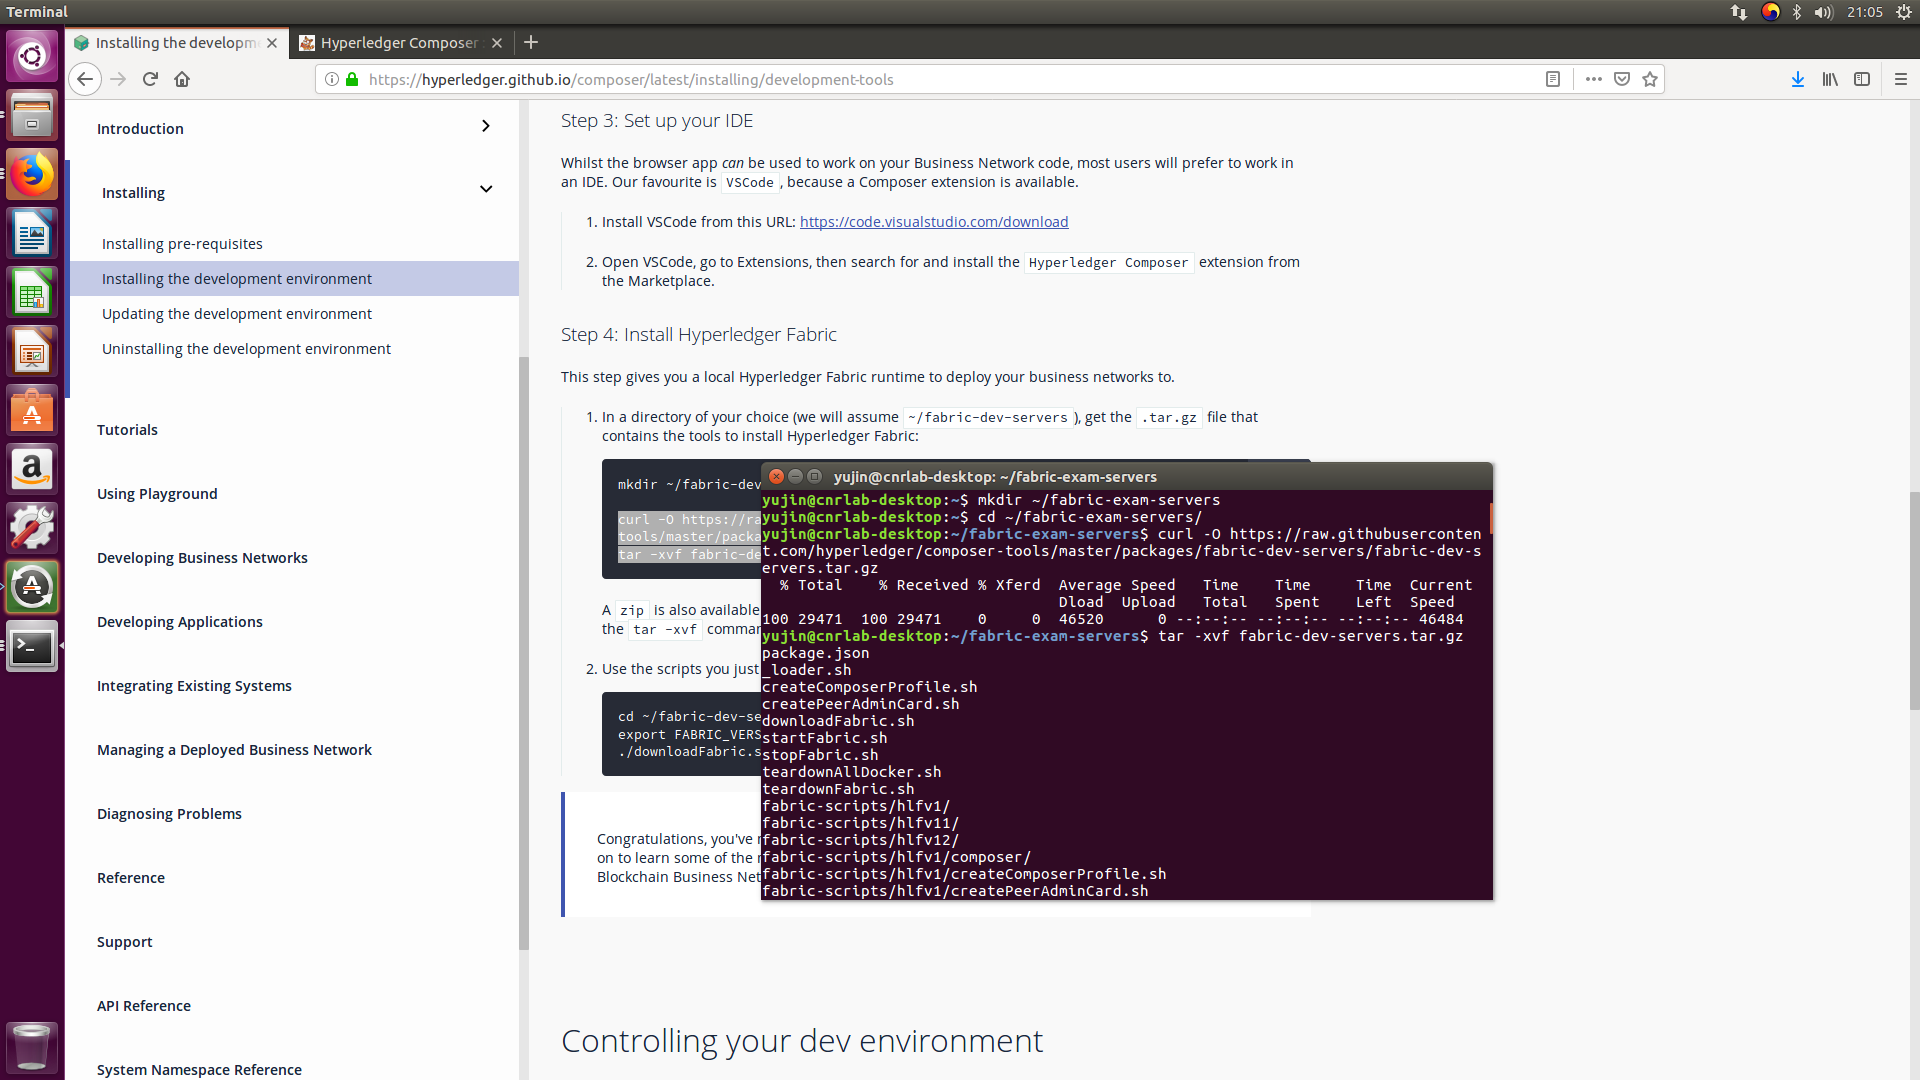 Terminal
21:05
Installing the developm
Hyperledger Composer
https://hyperledger.github.io/composer/latest/installing/development-tools
Introduction
Installing
Installing pre-requisites
Installing the development environment
Updating the development environment
Uninstalling the development environment
Tutorials
Using Playground
Developing Business Networks
Developing Applications
Integrating Existing Systems
Managing a Deployed Business Network
Diagnosing Problems
Reference
Support
API Reference
System Namespace Reference
Step 3: Set up your IDE
Whilst the browser app can be used to work on your Business Network code, most users will prefer to work in
an IDE. Our favourite is VSCode, because a Composer extension is available.
1. Install VSCode from this URL: https://code.visualstudio.com/download
2. Open VSCode, go to Extensions, then search for and install the Hyperledger Composer extension from
the Marketplace.
Step 4: Install Hyperledger Fabric
This step gives you a local Hyperledger Fabric runtime to deploy your business networks to.
1. In a directory of your choice (we will assume ~/fabric-dev-servers), get the .tar.gz file that
contains the tools to install Hyperledger Fabric:
mkdir ~/fabric-dev
curl -O https://ra
tools/master/packa
tar -xvf fabric-de
A zip is also available
the tar -xvf comman
2. Use the scripts you just
cd ~/fabric-dev-se
export FABRIC_VERS
./downloadFabric.s
Congratulations, you've
on to learn some of the
Blockchain Business Net
Controlling your dev environment
yujin@cnrlab-desktop: ~/fabric-exam-servers
yujin@cnrlab-desktop:~$ mkdir ~/fabric-exam-servers
yujin@cnrlab-desktop:~$ cd ~/fabric-exam-servers/
yujin@cnrlab-desktop:~/fabric-exam-servers$ curl -O https://raw.githubuserconten
t.com/hyperledger/composer-tools/master/packages/fabric-dev-servers/fabric-dev-s
ervers.tar.gz
% Total % Received % Xferd Average Speed Time Time Time Current
Dload Upload Total Spent Left Speed
100 29471 100 29471 0 0 46520 0 --:--:-- --:--:-- --:--:-- 46484
yujin@cnrlab-desktop:~/fabric-exam-servers$ tar -xvf fabric-dev-servers.tar.gz
package.json
_loader.sh
createComposerProfile.sh
createPeerAdminCard.sh
downloadFabric.sh
startFabric.sh
stopFabric.sh
teardownAllDocker.sh
teardownFabric.sh
fabric-scripts/hlfv1/
fabric-scripts/hlfv11/
fabric-scripts/hlfv12/
fabric-scripts/hlfv1/composer/
fabric-scripts/hlfv1/createComposerProfile.sh
fabric-scripts/hlfv1/createPeerAdminCard.sh